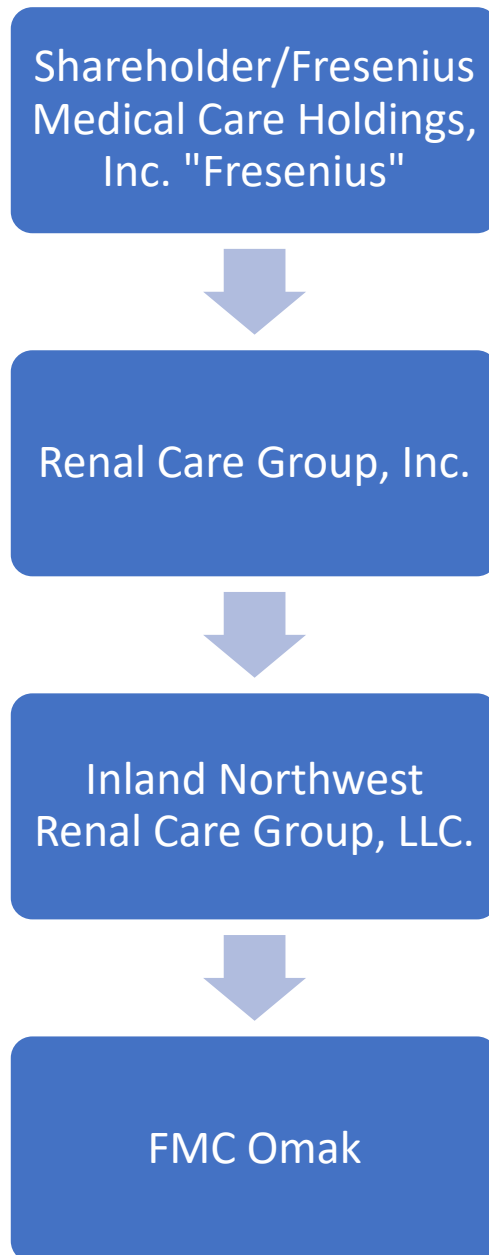 Shareholder/Fresenius
Medical Care Holdings,
Inc. "Fresenius"
Renal Care Group, Inc.
Inland Northwest
Renal Care Group, LLC.
FMC Omak